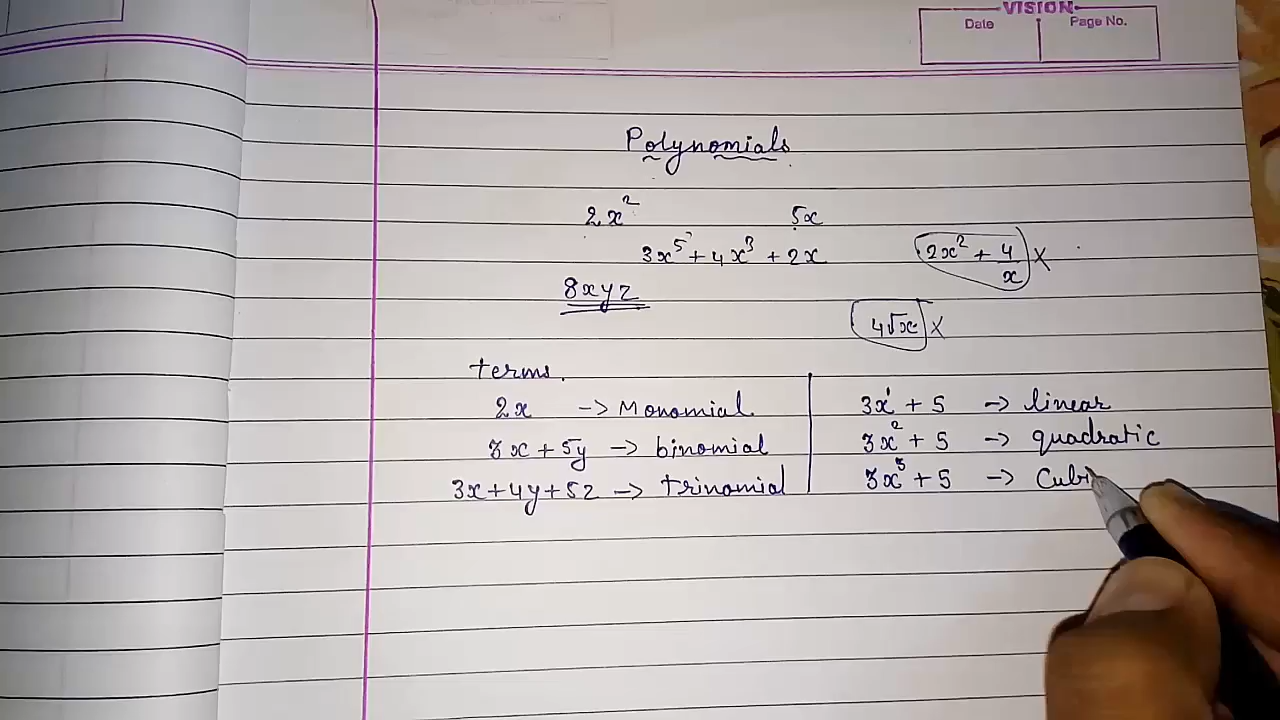 VISION
Date Page No.
Polynomials
2x² 5x
3x⁵ + 4x³ + 2x 2x² + 4/x X
8xyz
4√x X
terms.
2x -> Monomial. 3x¹ + 5 -> linear
3x + 5y -> binomial 3x² + 5 -> quadratic
3x+4y+5z -> trinomial 3x³ + 5 -> Cubi